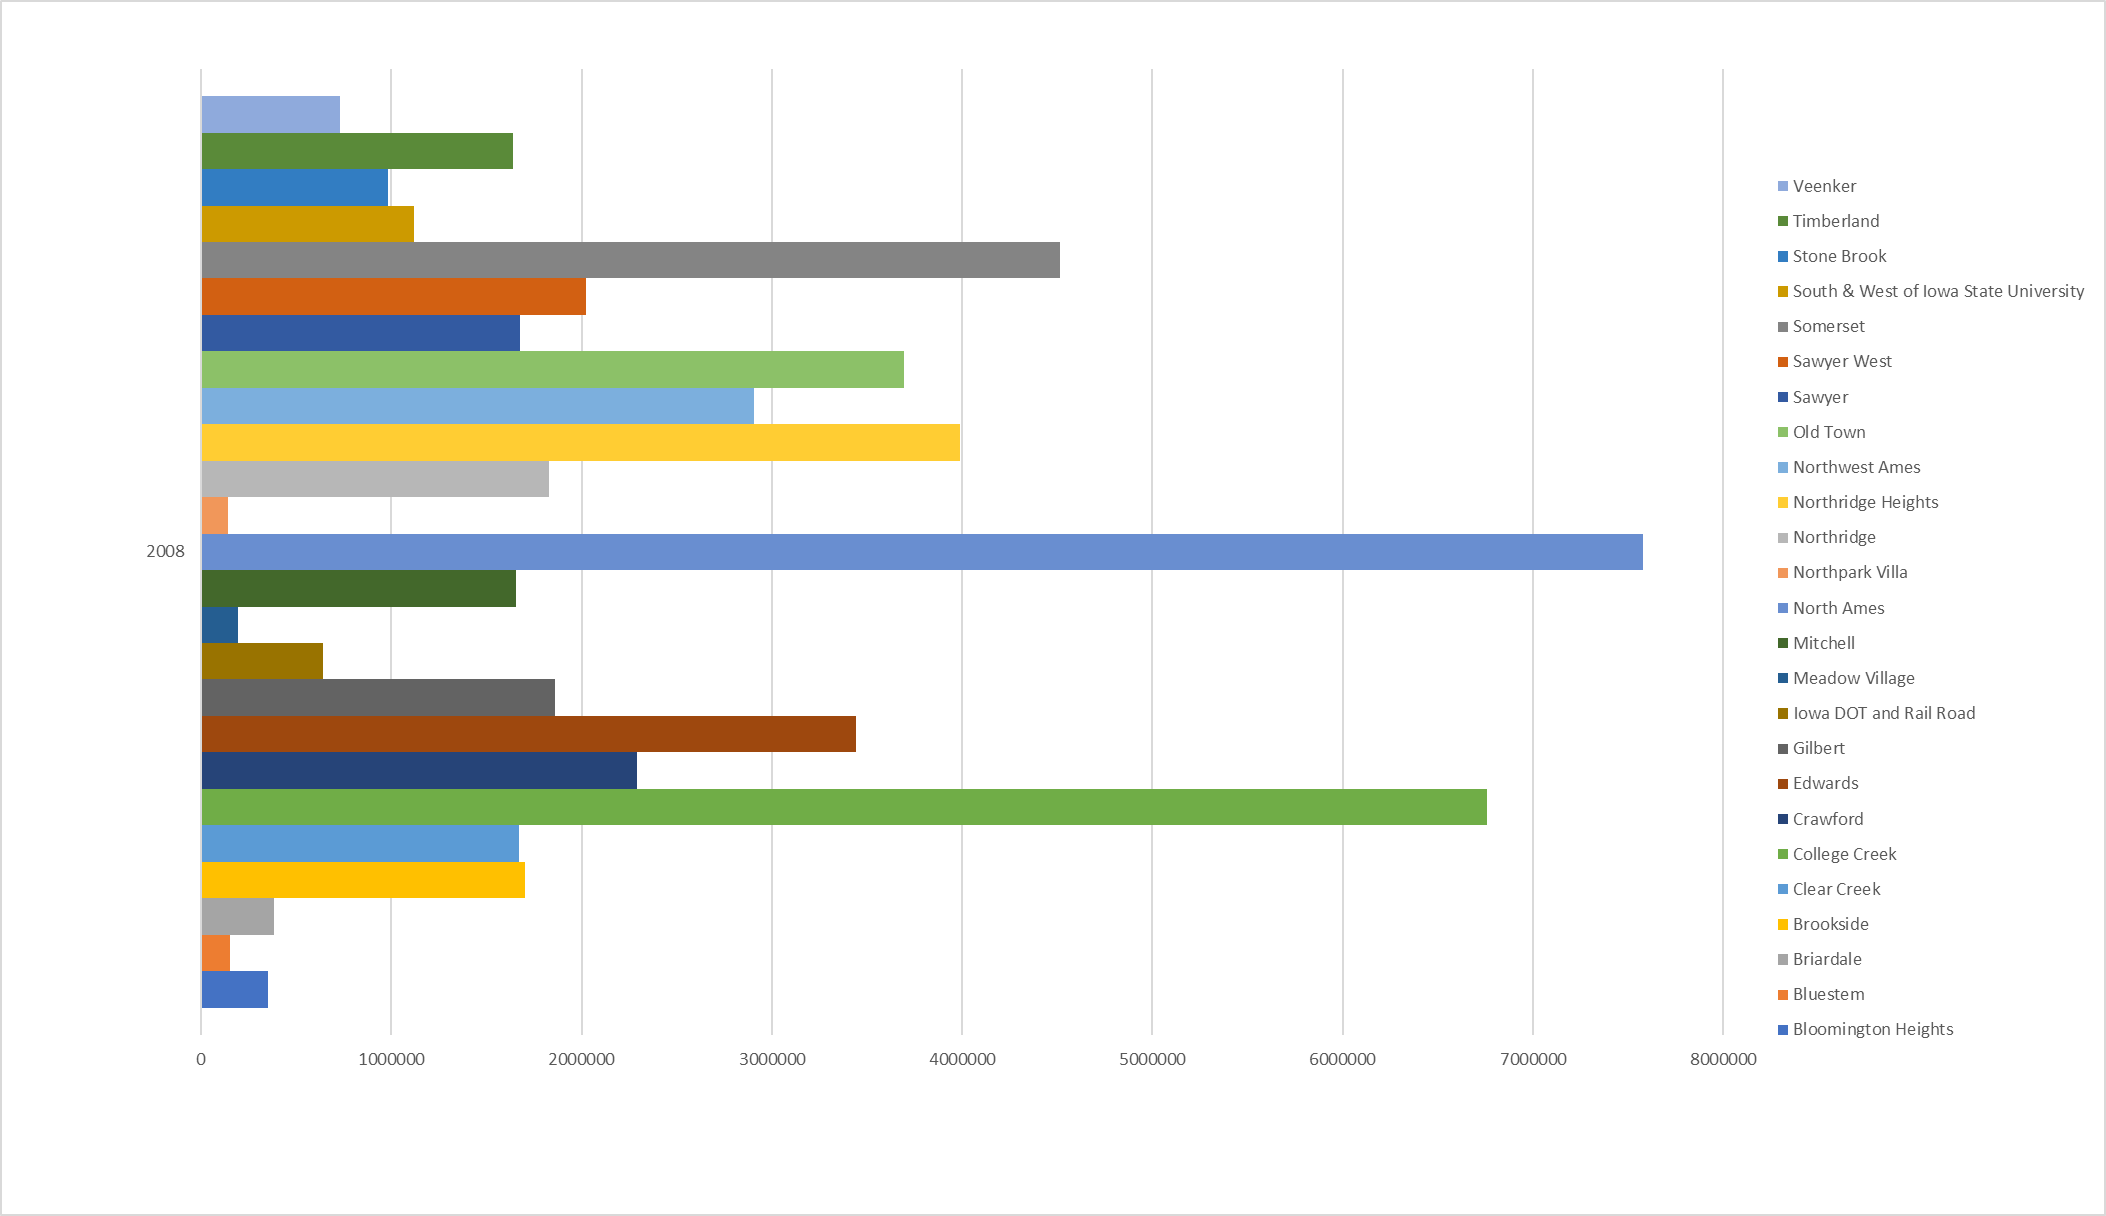 2008
0 1000000 2000000 3000000 4000000 5000000 6000000 7000000 8000000
Veenker
Timberland
Stone Brook
South & West of Iowa State University
Somerset
Sawyer West
Sawyer
Old Town
Northwest Ames
Northridge Heights
Northridge
Northpark Villa
North Ames
Mitchell
Meadow Village
Iowa DOT and Rail Road
Gilbert
Edwards
Crawford
College Creek
Clear Creek
Brookside
Briardale
Bluestem
Bloomington Heights